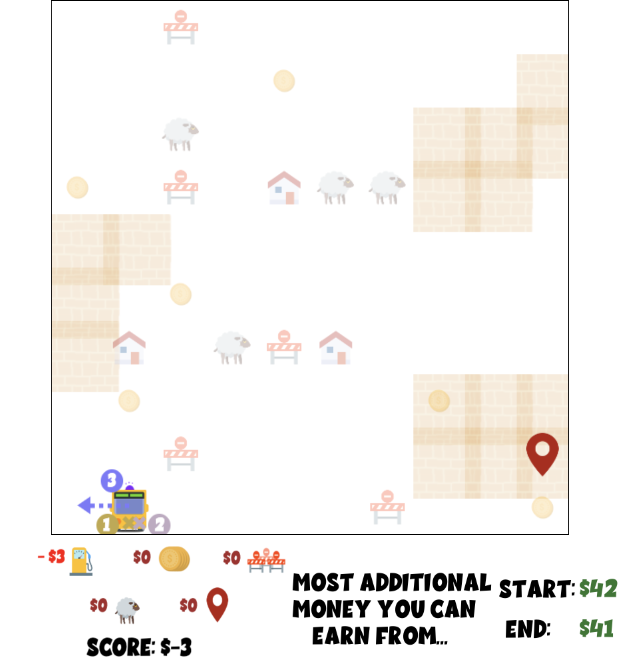 3
1 2
- $3 $0 $0
$0 $0
SCORE: $-3
MOST ADDITIONAL
MONEY YOU CAN
EARN FROM...
START: $42
END: $41